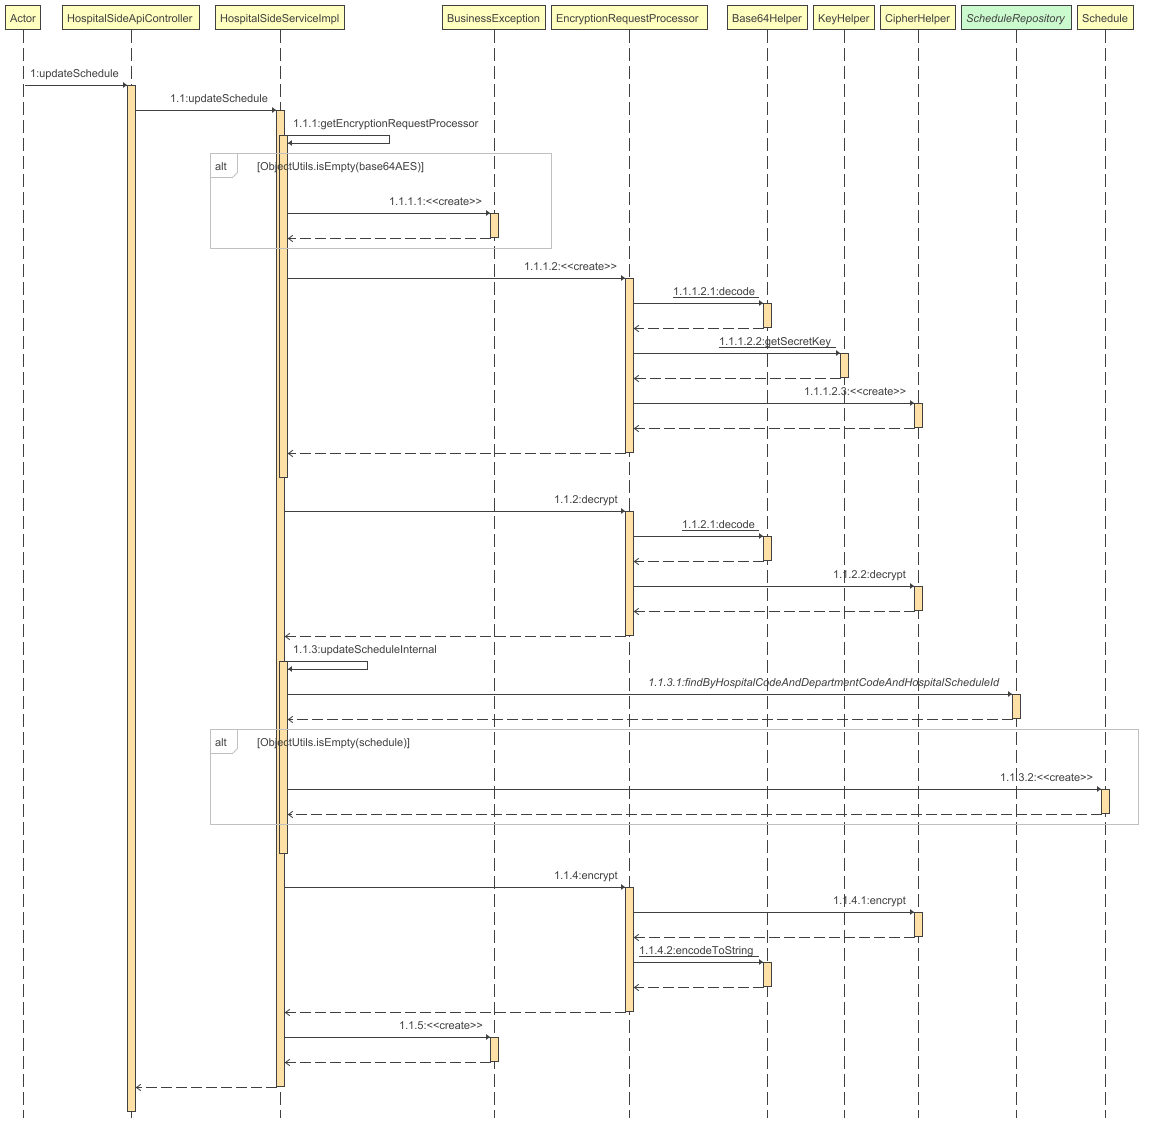 Actor HospitalSideApiController HospitalSideServiceImpl BusinessException EncryptionRequestProcessor Base64Helper KeyHelper CipherHelper ScheduleRepository Schedule
1:updateSchedule
1.1:updateSchedule
1.1.1:getEncryptionRequestProcessor
alt [ObjectUtils.isEmpty(base64AES)]
1.1.1.1:<<create>>
1.1.1.2:<<create>>
1.1.1.2.1:decode
1.1.1.2.2:getSecretKey
1.1.1.2.3:<<create>>
1.1.2:decrypt
1.1.2.1:decode
1.1.2.2:decrypt
1.1.3:updateScheduleInternal
1.1.3.1:findByHospitalCodeAndDepartmentCodeAndHospitalScheduleId
alt [ObjectUtils.isEmpty(schedule)]
1.1.3.2:<<create>>
1.1.4:encrypt
1.1.4.1:encrypt
1.1.4.2:encodeToString
1.1.5:<<create>>